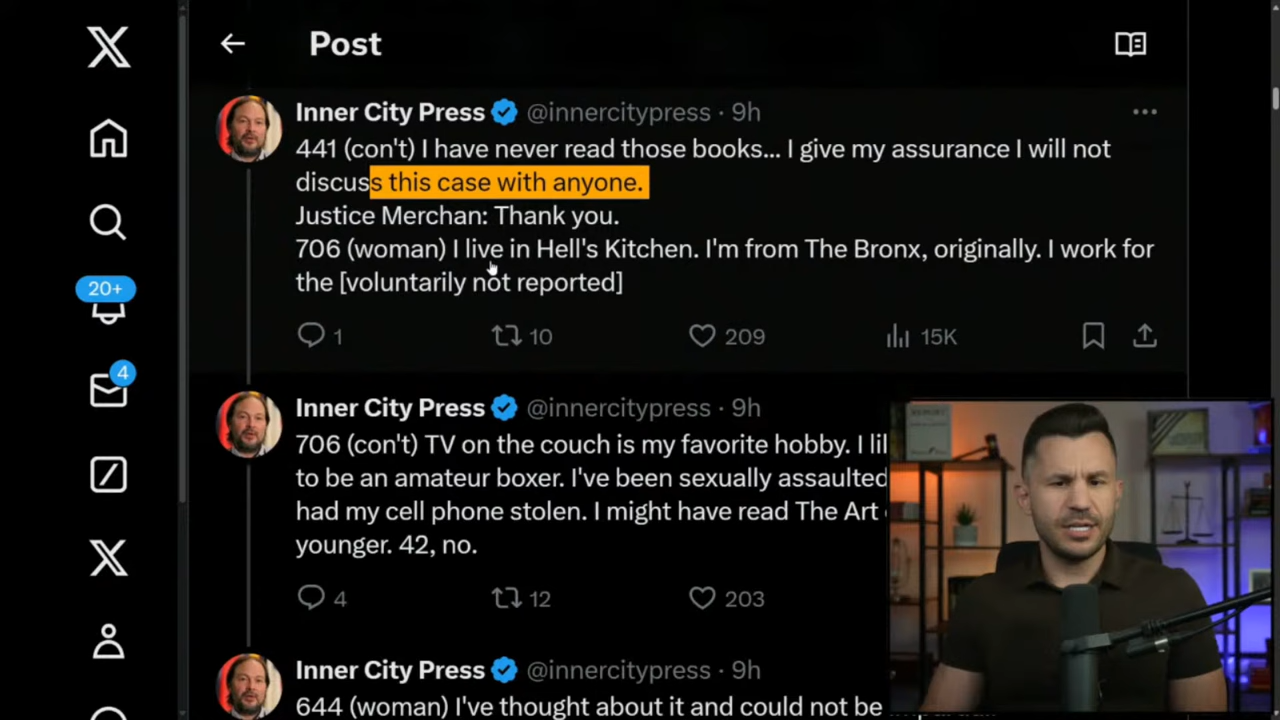 Post
Inner City Press @innercitypress · 9h
441 (con't) I have never read those books... I give my assurance I will not
discuss this case with anyone.
Justice Merchan: Thank you.
706 (woman) I live in Hell's Kitchen. I'm from The Bronx, originally. I work for
the [voluntarily not reported]
1 10 209 15K
20+
4
Inner City Press @innercitypress · 9h
706 (con't) TV on the couch is my favorite hobby. I
to be an amateur boxer. I've been sexually assaulted
had my cell phone stolen. I might have read The Art
younger. 42, no.
4 12 203
Inner City Press @innercitypress · 9h
644 (woman) I've thought about it and could not be